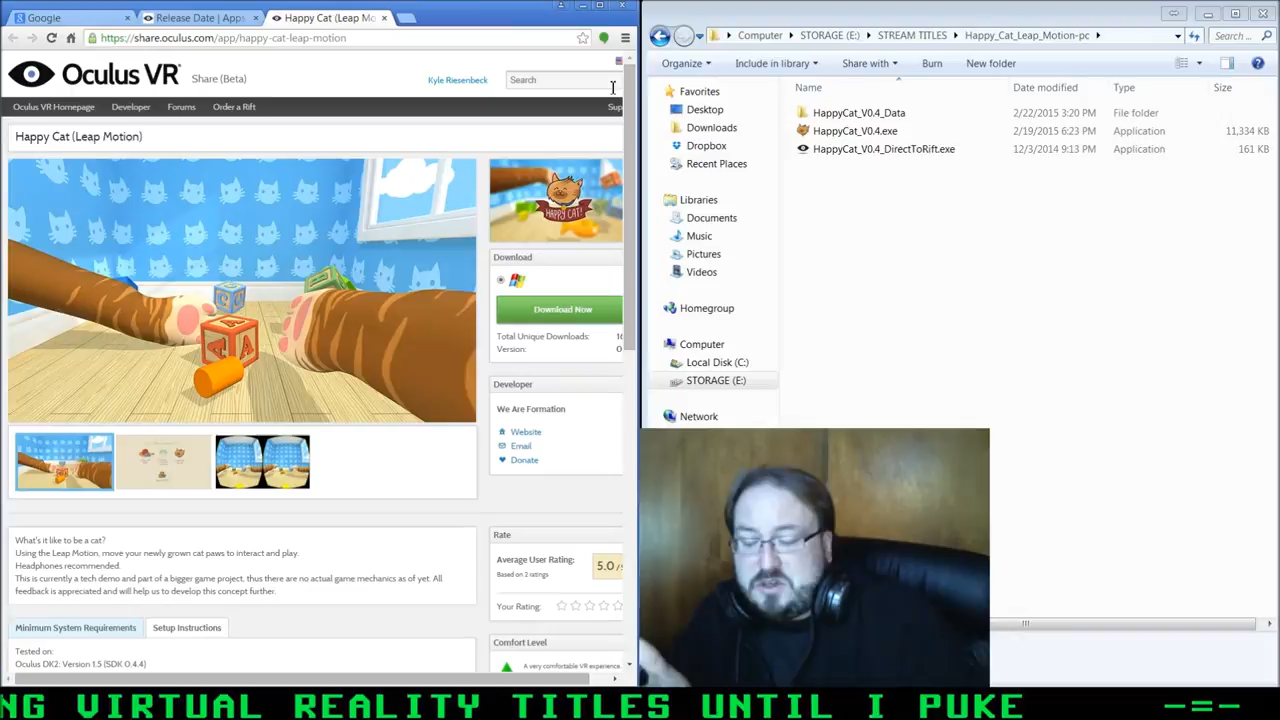 Google
Release Date | Apps
Happy Cat (Leap Mo
https://share.oculus.com/app/happy-cat-leap-motion
Oculus VR
Share (Beta)
Kyle Riesenbeck
Search
Oculus VR Homepage
Developer
Forums
Order a Rift
Sup
Happy Cat (Leap Motion)
HAPPY CAT!
Download
Download Now
Total Unique Downloads: 16
Version: 0
Developer
We Are Formation
Website
Email
Donate
What's it like to be a cat?
Using the Leap Motion, move your newly grown cat paws to interact and play.
Headphones recommended.
This is currently a tech demo and part of a bigger game project, thus there are no actual game mechanics as of yet. All
feedback is appreciated and will help us to develop this concept further.
Rate
Average User Rating: 5.0 /
Based on 2 ratings
Your Rating:
Minimum System Requirements
Setup Instructions
Comfort Level
Tested on:
Oculus DK2: Version 1.5 (SDK 0.4.4)
A very comfortable VR experience.
Computer
STORAGE (E:)
STREAM TITLES
Happy_Cat_Leap_Motion-pc
Search...
Organize
Include in library
Share with
Burn
New folder
Name
Date modified
Type
Size
HappyCat_V0.4_Data 2/22/2015 3:20 PM File folder
HappyCat_V0.4.exe 2/19/2015 6:23 PM Application 11,334 KB
HappyCat_V0.4_DirectToRift.exe 12/3/2014 9:13 PM Application 161 KB
Favorites
Desktop
Downloads
Dropbox
Recent Places
Libraries
Documents
Music
Pictures
Videos
Homegroup
Computer
Local Disk (C:)
STORAGE (E:)
Network
NG VIRTUAL REALITY TITLES UNTIL I PUKE -=-